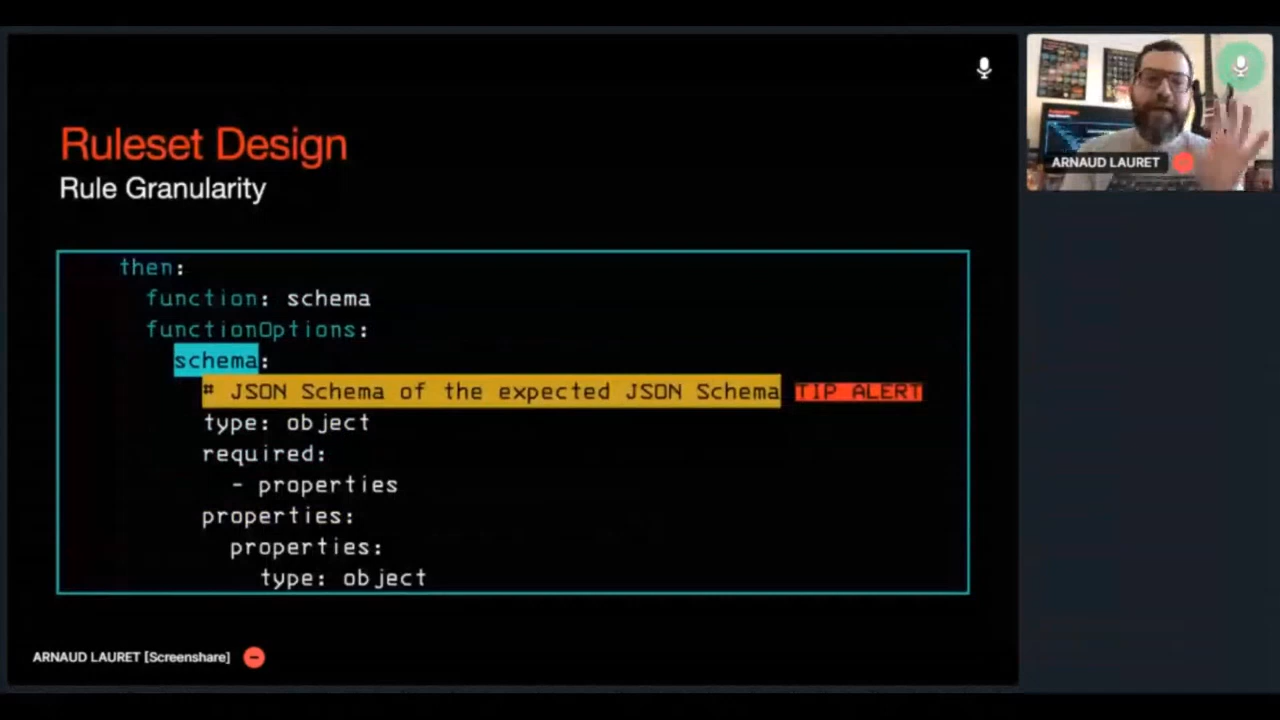 Ruleset Design
Rule Granularity
then:
function: schema
functionOptions:
schema:
# JSON Schema of the expected JSON Schema TIP ALERT
type: object
required:
- properties
properties:
properties:
type: object
ARNAUD LAURET [Screenshare]
ARNAUD LAURET